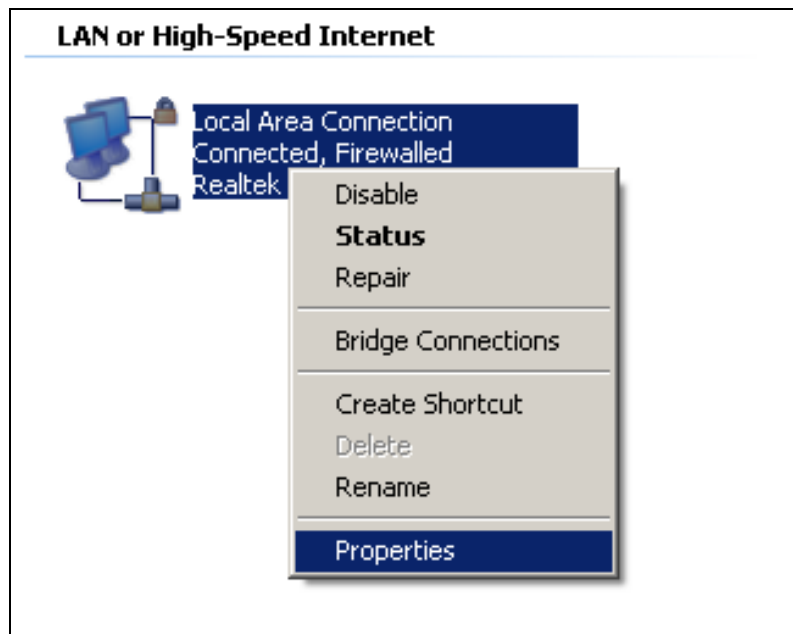 LAN or High-Speed Internet
Local Area Connection
Connected, Firewalled
Realtek
Disable
Status
Repair
Bridge Connections
Create Shortcut
Delete
Rename
Properties